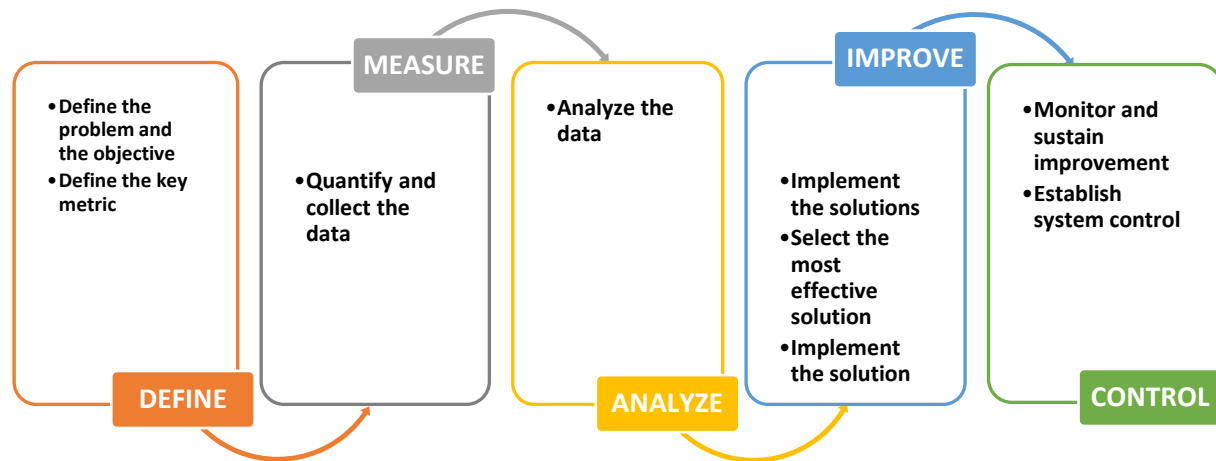 •Define the
problem and
the objective
•Define the key
metric
DEFINE
MEASURE
•Quantify and
collect the
data
•Analyze the
data
ANALYZE
IMPROVE
•Implement
the solutions
•Select the
most
effective
solution
•Implement
the solution
•Monitor and
sustain
improvement
•Establish
system control
CONTROL